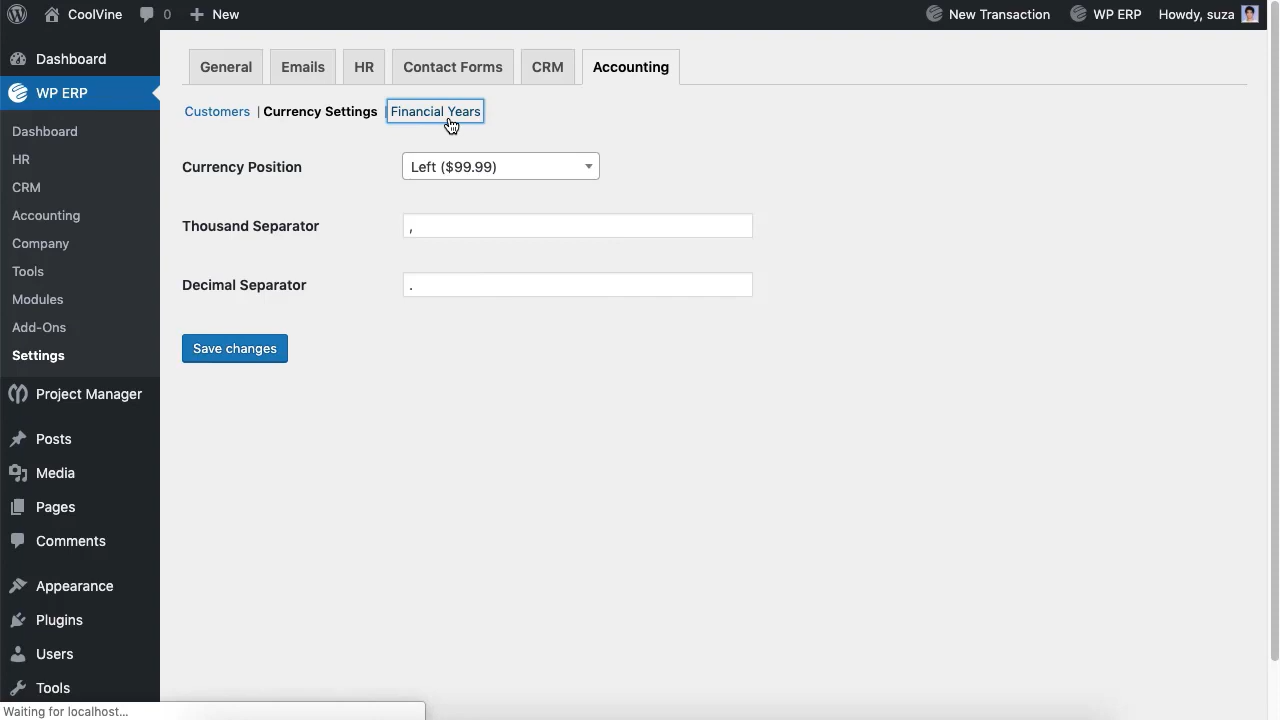 CoolVine 0 New New Transaction WP ERP Howdy, suza
Dashboard
WP ERP
Dashboard
HR
CRM
Accounting
Company
Tools
Modules
Add-Ons
Settings
Project Manager
Posts
Media
Pages
Comments
Appearance
Plugins
Users
Tools
General Emails HR Contact Forms CRM Accounting
Customers | Currency Settings | Financial Years
Currency Position Left ($99.99)
Thousand Separator ,
Decimal Separator .
Save changes
Waiting for localhost...